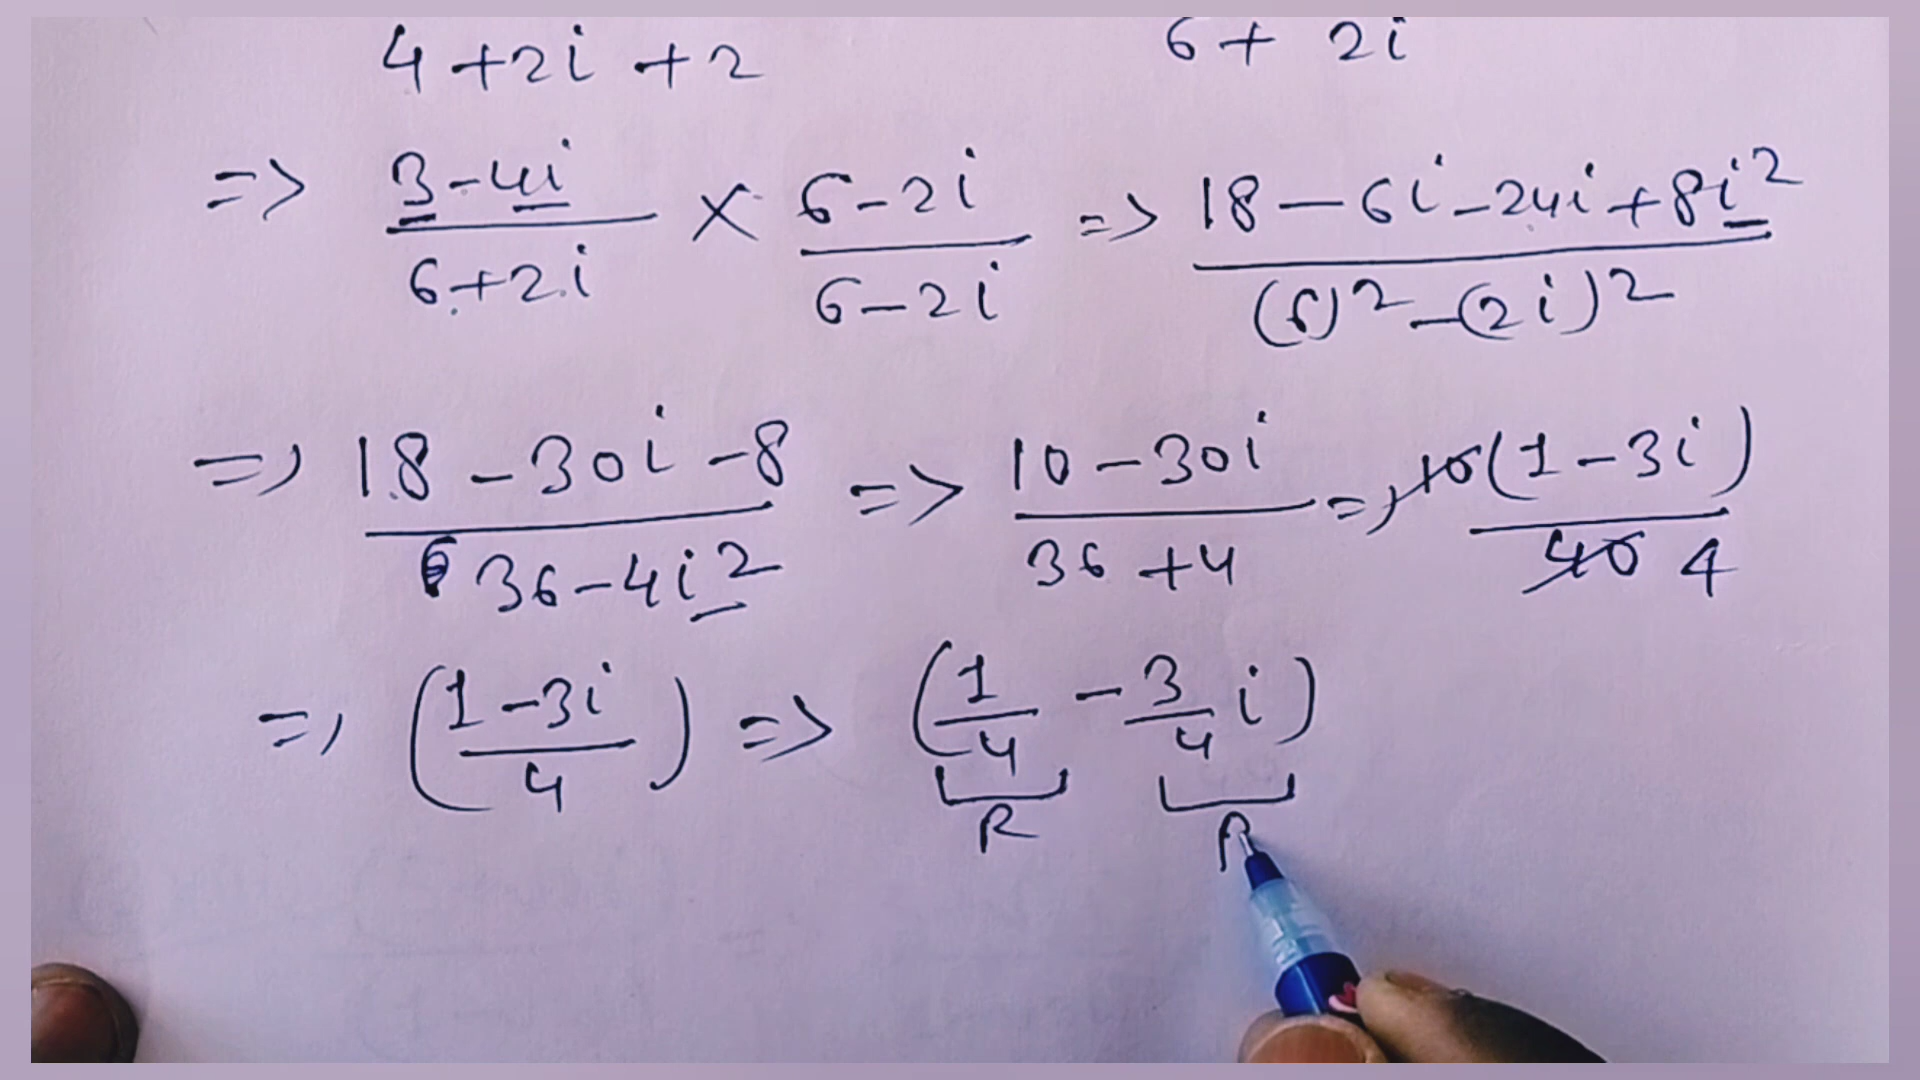 4 + 2i + 2 6 + 2i
=> 3 - 4i / 6 + 2i × 6 - 2i / 6 - 2i => 18 - 6i - 24i + 8i² / (6)² - (2i)²
=> 18 - 30i - 8 / 36 - 4i² => 10 - 30i / 36 + 4 => 10(1 - 3i) / 40 4
=> (1 - 3i / 4) => (1/4 - 3/4 i)
R